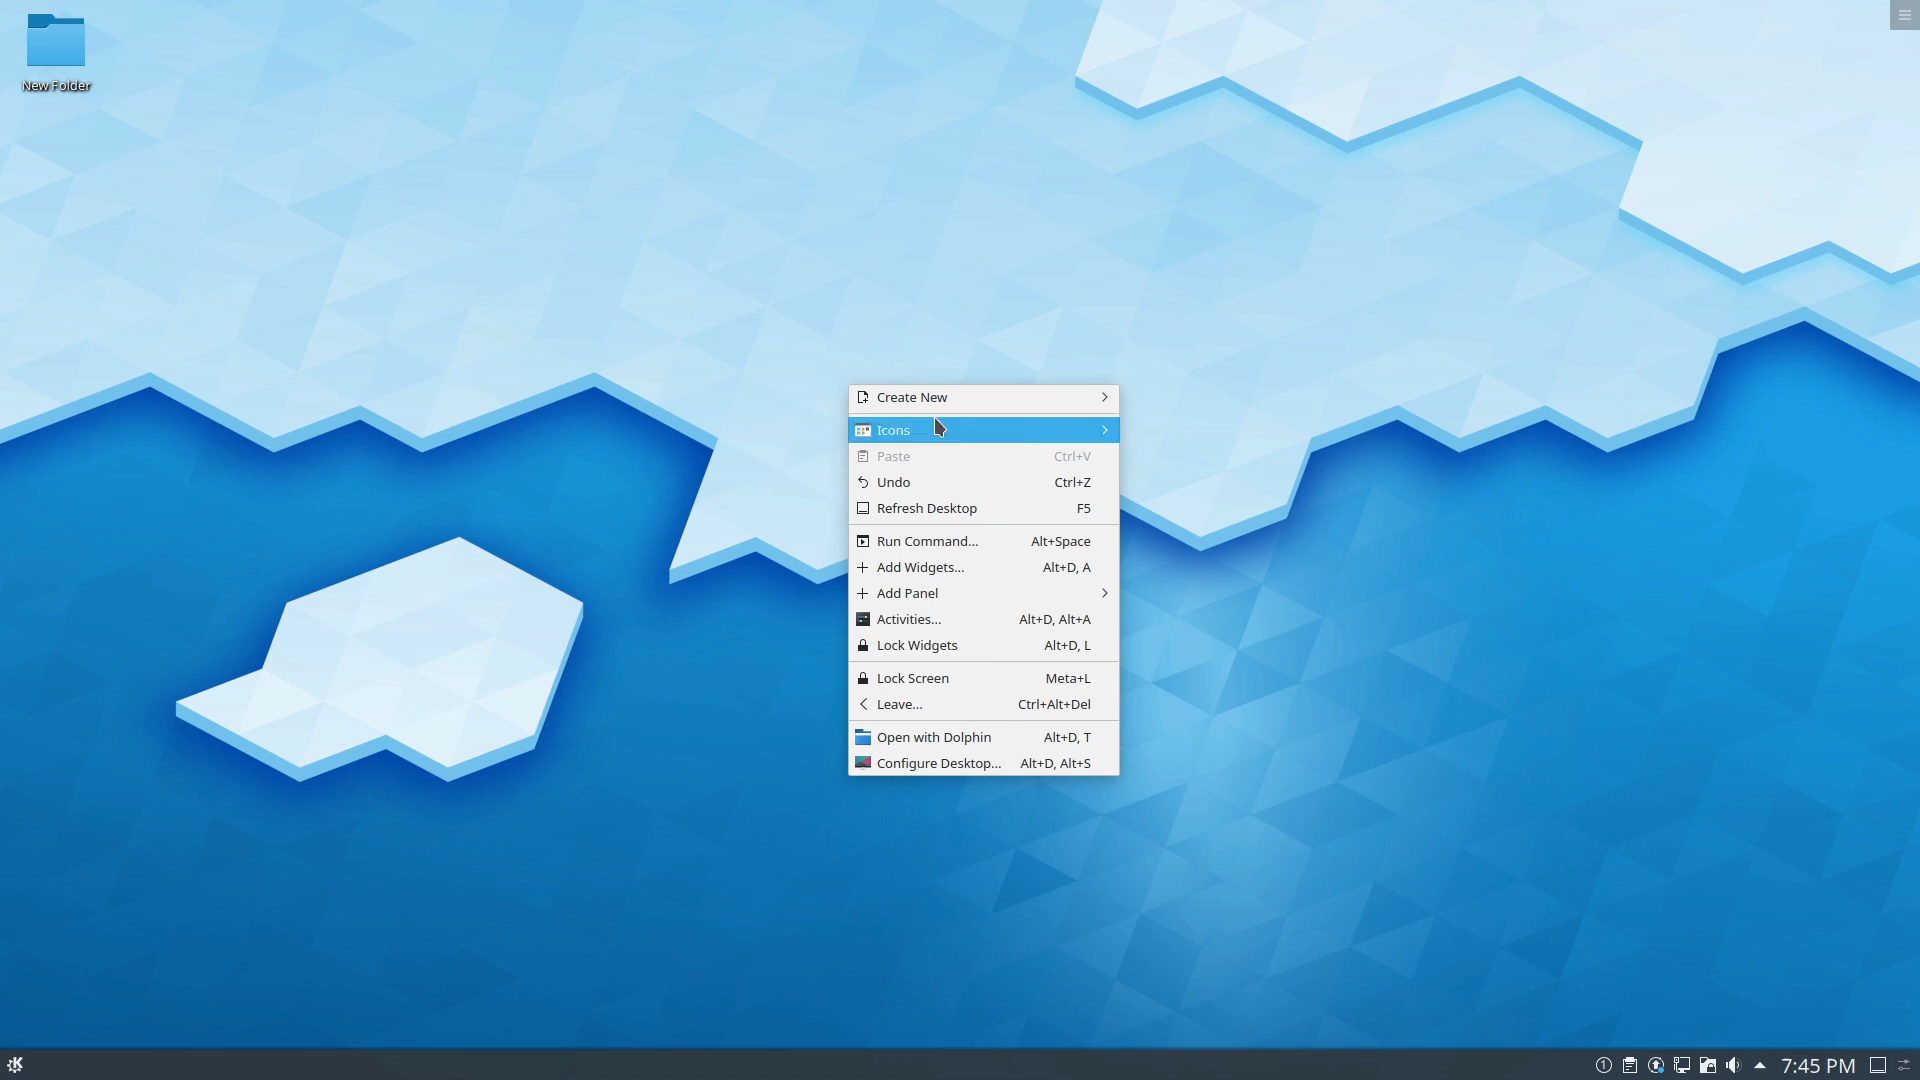 New Folder
Create New
Icons
Paste Ctrl+V
Undo Ctrl+Z
Refresh Desktop F5
Run Command... Alt+Space
Add Widgets... Alt+D, A
Add Panel
Activities... Alt+D, Alt+A
Lock Widgets Alt+D, L
Lock Screen Meta+L
Leave... Ctrl+Alt+Del
Open with Dolphin Alt+D, T
Configure Desktop... Alt+D, Alt+S
1 7:45 PM